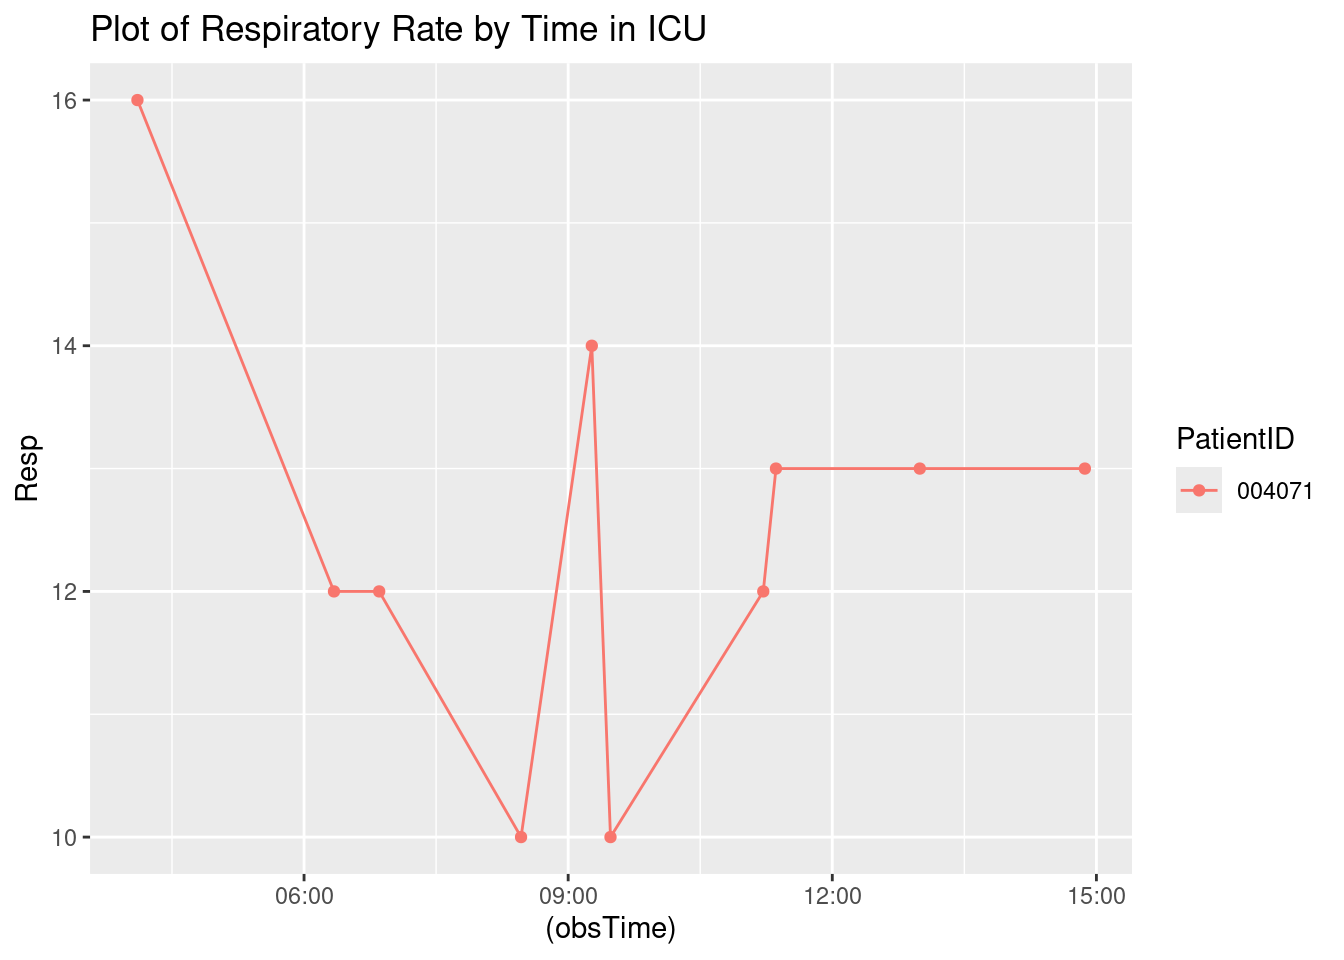 Plot of Respiratory Rate by Time in ICU
16
14
12
10
Resp
06:00
09:00
12:00
15:00
(obsTime)
PatientID
004071